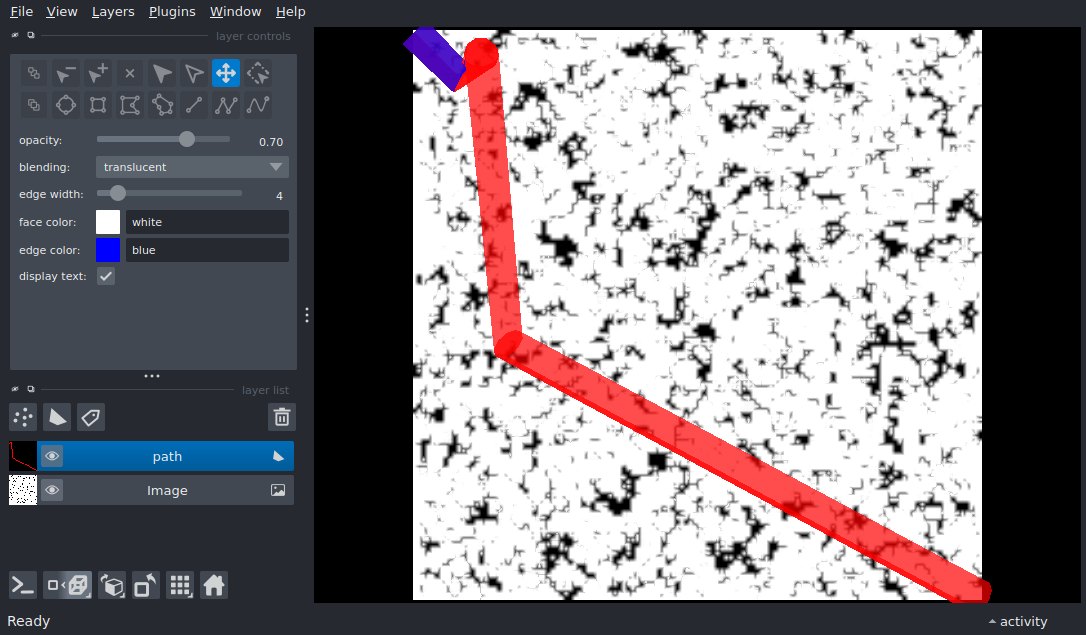 File View Layers Plugins Window Help
layer controls
opacity: 0.70
blending: translucent
edge width: 4
face color: white
edge color: blue
display text:
layer list
path
Image
Ready activity